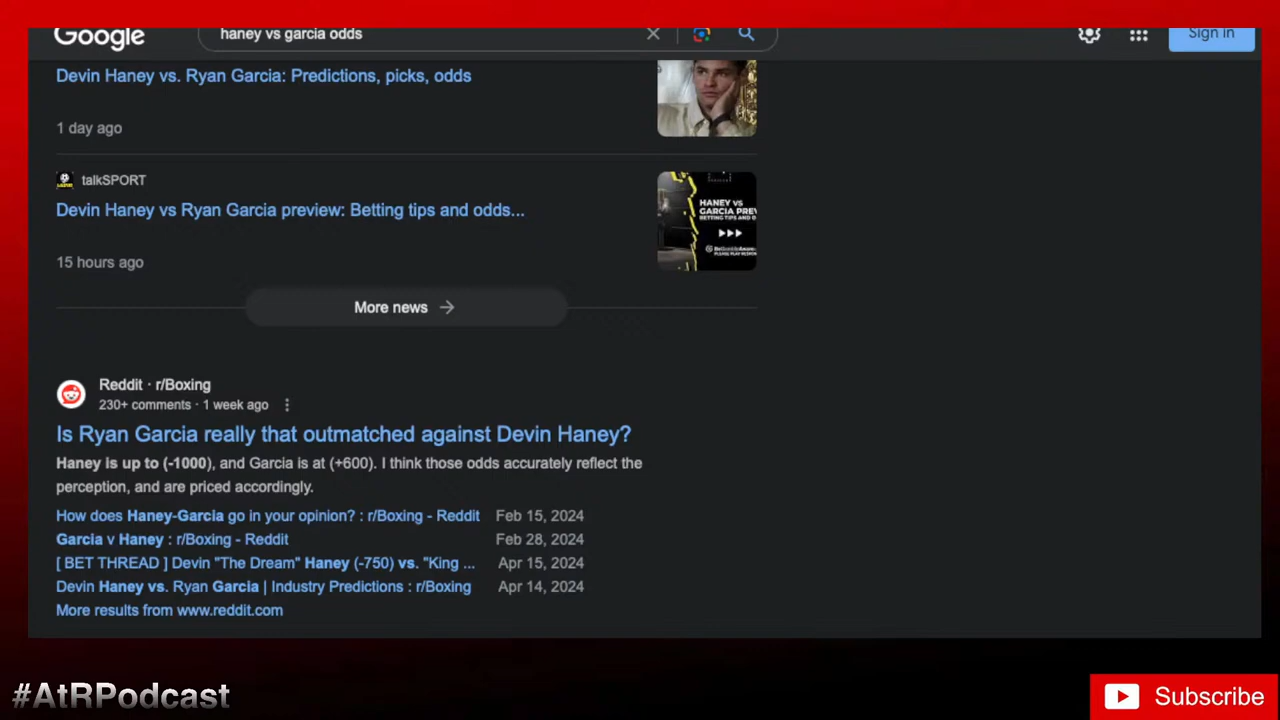 Google
haney vs garcia odds
Sign in
Devin Haney vs. Ryan Garcia: Predictions, picks, odds
1 day ago
talkSPORT
Devin Haney vs Ryan Garcia preview: Betting tips and odds...
HANEY vs
GARCIA PREV
BETTING TIPS AND O
15 hours ago
More news →
Reddit · r/Boxing
230+ comments · 1 week ago
Is Ryan Garcia really that outmatched against Devin Haney?
Haney is up to (-1000), and Garcia is at (+600). I think those odds accurately reflect the
perception, and are priced accordingly.
How does Haney-Garcia go in your opinion? : r/Boxing - Reddit Feb 15, 2024
Garcia v Haney : r/Boxing - Reddit Feb 28, 2024
[ BET THREAD ] Devin "The Dream" Haney (-750) vs. "King ... Apr 15, 2024
Devin Haney vs. Ryan Garcia | Industry Predictions : r/Boxing Apr 14, 2024
More results from www.reddit.com
#AtRPodcast
Subscribe